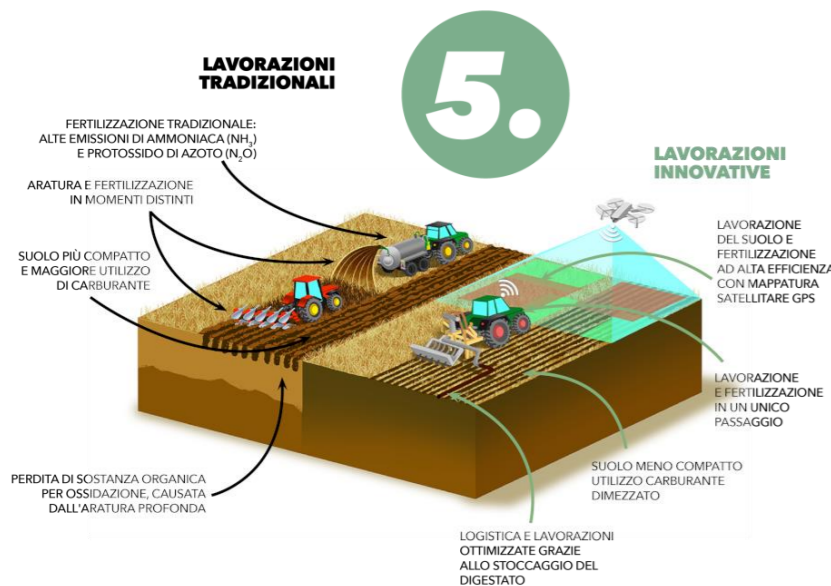 LAVORAZIONI
TRADIZIONALI
5.
FERTILIZZAZIONE TRADIZIONALE:
ALTE EMISSIONI DI AMMONIACA (NH₃)
E PROTOSSIDO DI AZOTO (N₂O)
ARATURA E FERTILIZZAZIONE
IN MOMENTI DISTINTI
SUOLO PIÙ COMPATTO
E MAGGIORE UTILIZZO
DI CARBURANTE
PERDITA DI SOSTANZA ORGANICA
PER OSSIDAZIONE, CAUSATA
DALL'ARATURA PROFONDA
LAVORAZIONI
INNOVATIVE
LAVORAZIONE
DEL SUOLO E
FERTILIZZAZIONE
AD ALTA EFFICIENZA
CON MAPPATURA
SATELLITARE GPS
LAVORAZIONE
E FERTILIZZAZIONE
IN UN UNICO
PASSAGGIO
SUOLO MENO COMPATTO
UTILIZZO CARBURANTE
DIMEZZATO
LOGISTICA E LAVORAZIONI
OTTIMIZZATE GRAZIE
ALLO STOCCAGGIO DEL
DIGESTATO